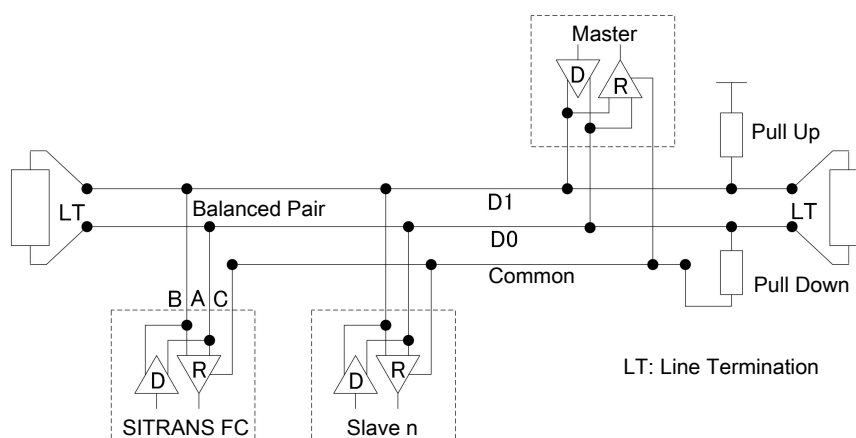 Master
D
R
Pull Up
LT
Balanced Pair
D1
LT
D0
Common
B A C
Pull Down
D
R
D
R
LT: Line Termination
SITRANS FC
Slave n